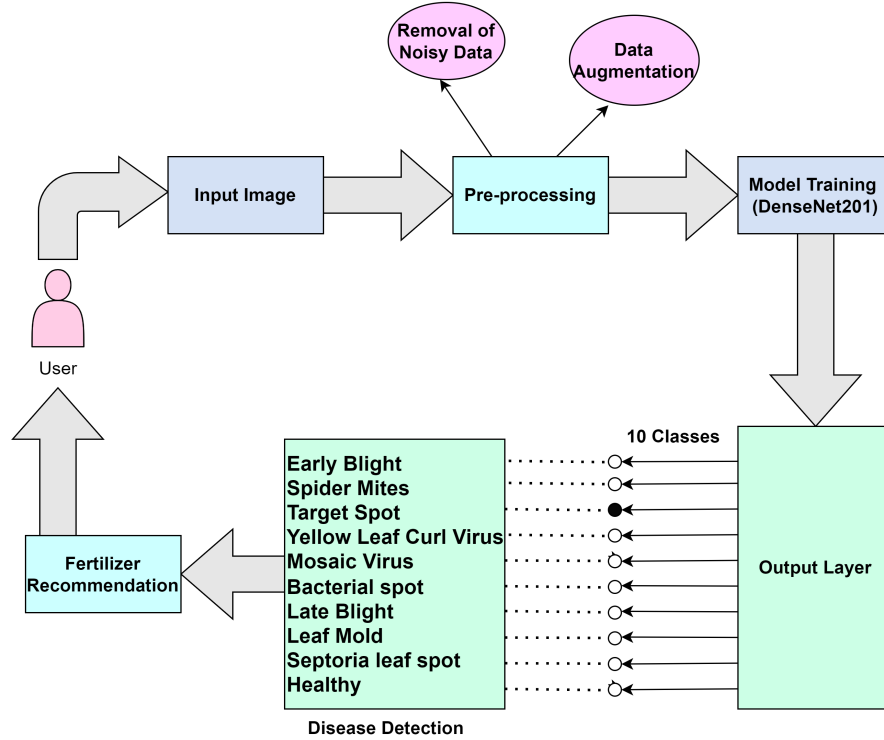 Removal of
Noisy Data
Data
Augmentation
Input Image
Pre-processing
Model Training
(DenseNet201)
User
10 Classes
Early Blight
Spider Mites
Target Spot
Yellow Leaf Curl Virus
Mosaic Virus
Bacterial spot
Late Blight
Leaf Mold
Septoria leaf spot
Healthy
Output Layer
Fertilizer
Recommendation
Disease Detection